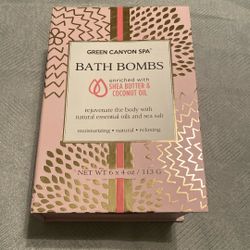 GREEN CANYON SPA™
BATH BOMBS
enriched with
SHEA BUTTER &
COCONUT OIL
rejuvenate the body with
natural essential oils and sea salt
moisturizing • natural • relaxing
NET WT 6 x 4 oz / 113 G